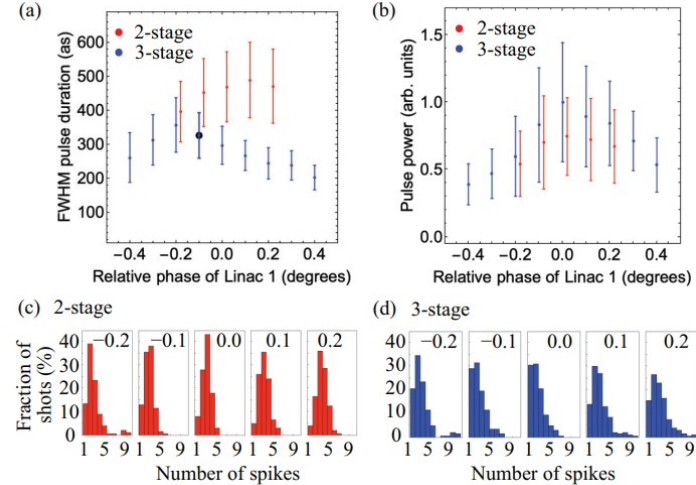 (a)
2-stage
3-stage
FWHM pulse duration (as)
600
500
400
300
200
100
−0.4 −0.2 0.0 0.2 0.4
Relative phase of Linac 1 (degrees)
(b)
2-stage
3-stage
Pulse power (arb. units)
1.5
1.0
0.5
0.0
−0.4 −0.2 0.0 0.2 0.4
Relative phase of Linac 1 (degrees)
(c) 2-stage
−0.2 −0.1 0.0 0.1 0.2
Fraction of
shots (%)
40
30
20
10
0
1 5 9 1 5 9 1 5 9 1 5 9 1 5 9
Number of spikes
(d) 3-stage
−0.2 −0.1 0.0 0.1 0.2
40
30
20
10
0
1 5 9 1 5 9 1 5 9 1 5 9 1 5 9
Number of spikes